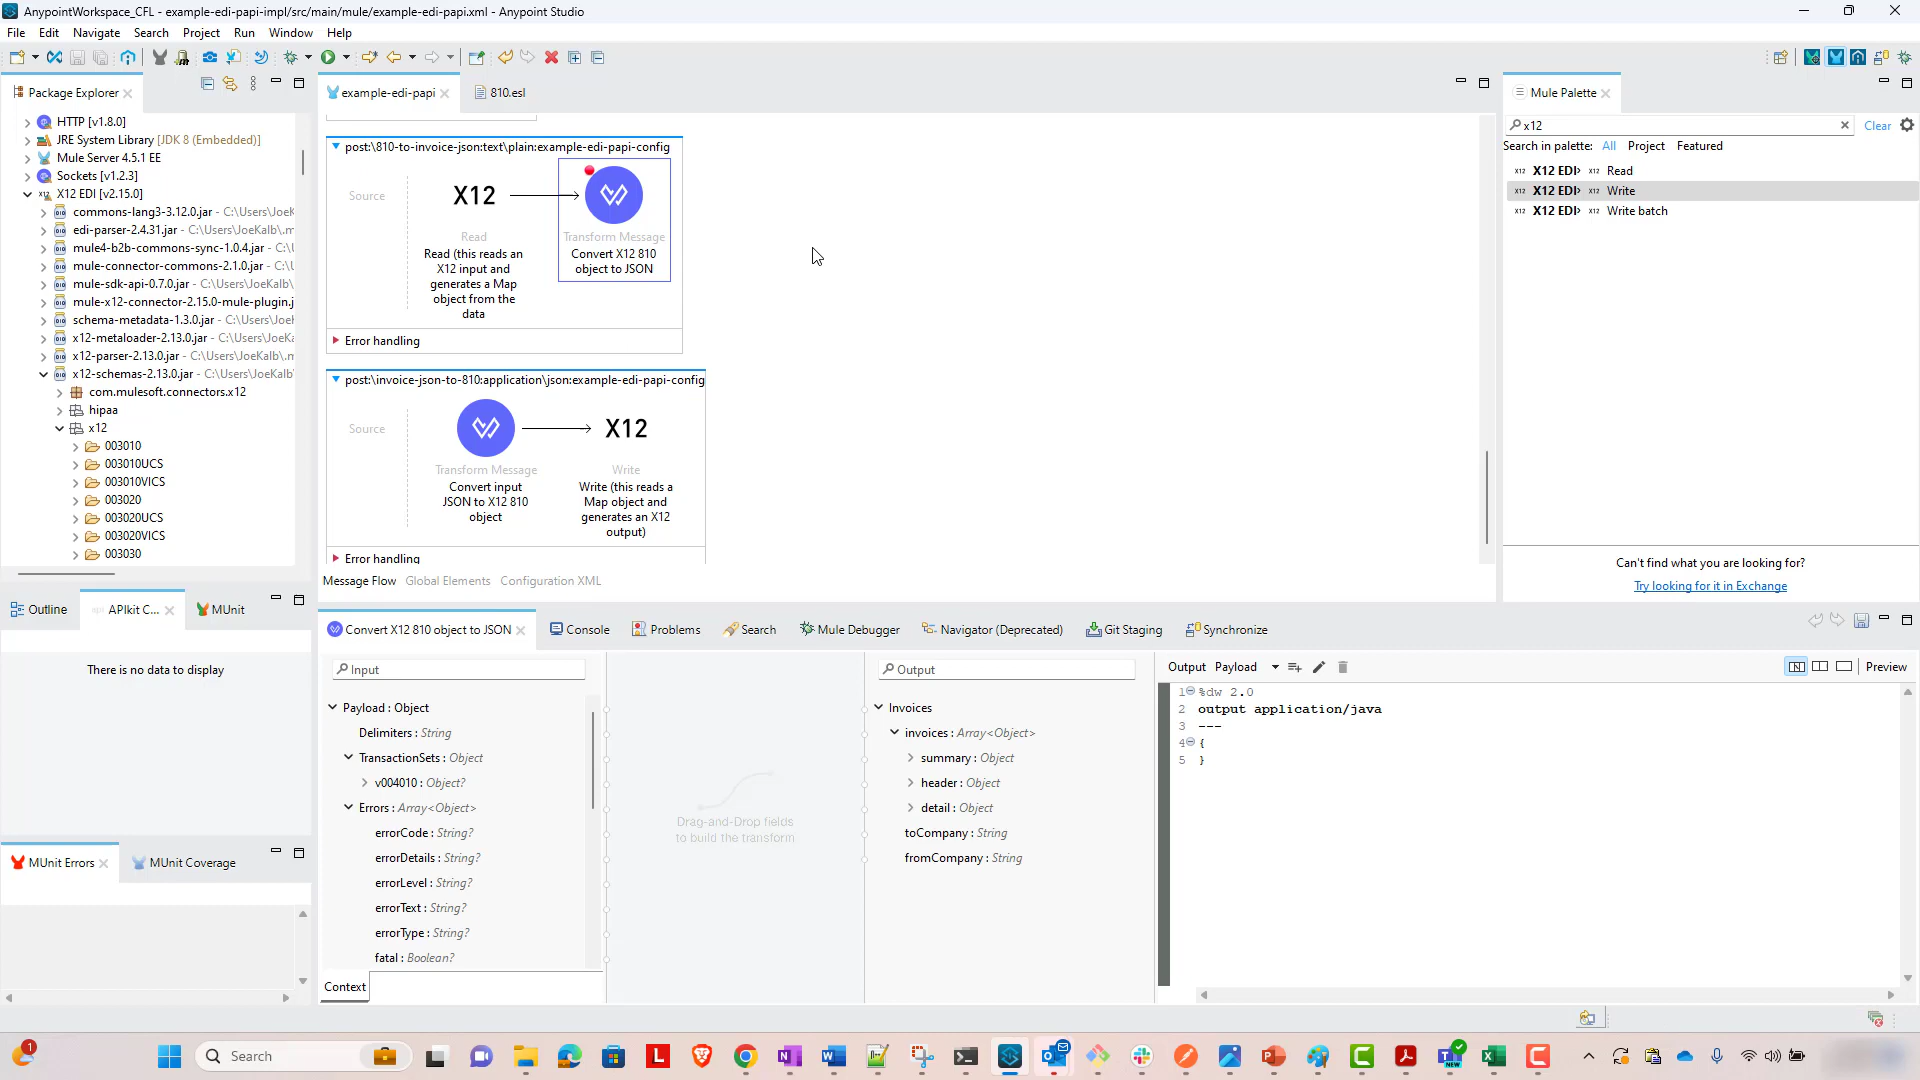 AnypointWorkspace_CFL - example-edi-papi-impl/src/main/mule/example-edi-papi.xml - Anypoint Studio
File Edit Navigate Search Project Run Window Help
Package Explorer
HTTP [v1.8.0]
JRE System Library [JDK 8 (Embedded)]
Mule Server 4.5.1 EE
Sockets [v1.2.3]
X12 EDI [v2.15.0]
commons-lang3-3.12.0.jar - C:\Users\JoeK
edi-parser-2.4.31.jar - C:\Users\JoeKalb\.m
mule4-b2b-commons-sync-1.0.4.jar - C:\
mule-connector-commons-2.1.0.jar - C:\
mule-sdk-api-0.7.0.jar - C:\Users\JoeKalb\
mule-x12-connector-2.15.0-mule-plugin.j
schema-metadata-1.3.0.jar - C:\Users\JoeK
x12-metaloader-2.13.0.jar - C:\Users\JoeK
x12-parser-2.13.0.jar - C:\Users\JoeKalb\.m
x12-schemas-2.13.0.jar - C:\Users\JoeKalb
com.mulesoft.connectors.x12
hipaa
x12
003010
003010UCS
003010VICS
003020
003020UCS
003020VICS
003030
example-edi-papi
810.esl
post:\810-to-invoice-json:text\plain:example-edi-papi-config
Source
X12
Read
Read (this reads an
X12 input and
generates a Map
object from the
data
Transform Message
Convert X12 810
object to JSON
Error handling
post:\invoice-json-to-810:application\json:example-edi-papi-config
Source
Transform Message
Convert input
JSON to X12 810
object
X12
Write
Write (this reads a
Map object and
generates an X12
output)
Error handling
Message Flow Global Elements Configuration XML
Mule Palette
x12
Clear
Search in palette: All Project Featured
X12 EDI> X12 Read
X12 EDI> X12 Write
X12 EDI> X12 Write batch
Can't find what you are looking for?
Try looking for it in Exchange
Outline
APIkit C...
MUnit
There is no data to display
MUnit Errors
MUnit Coverage
Convert X12 810 object to JSON
Console
Problems
Search
Mule Debugger
Navigator (Deprecated)
Git Staging
Synchronize
Input
Payload : Object
Delimiters : String
TransactionSets : Object
v004010 : Object?
Errors : Array<Object>
errorCode : String?
errorDetails : String?
errorLevel : String?
errorText : String?
errorType : String?
fatal : Boolean?
Context
Drag-and-Drop fields
to build the transform
Output
Invoices
invoices : Array<Object>
summary : Object
header : Object
detail : Object
toCompany : String
fromCompany : String
Output Payload
Preview
1 %dw 2.0
2 output application/java
3 ---
4 {
5 }
1
Search
NEW